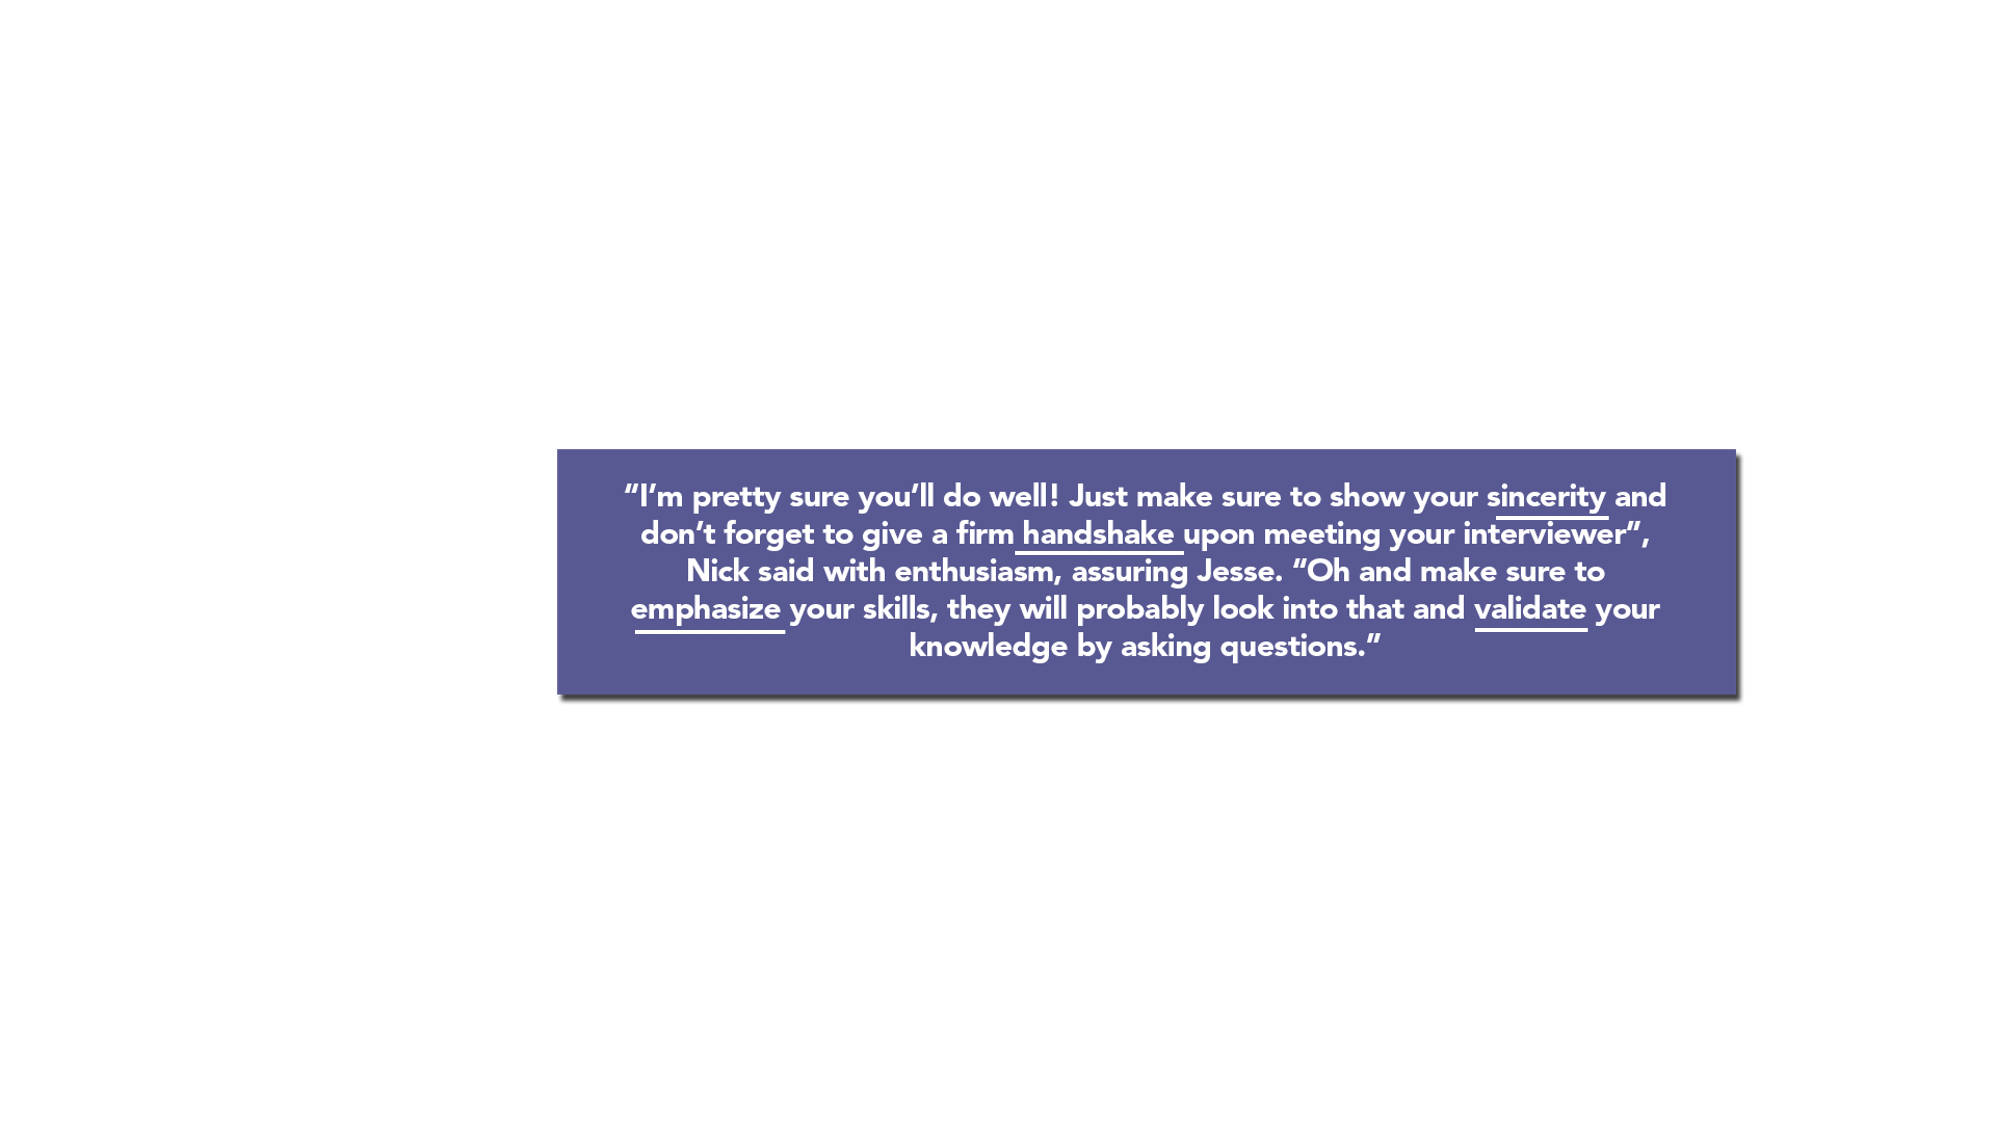 “I’m pretty sure you’ll do well! Just make sure to show your sincerity and
don’t forget to give a firm handshake upon meeting your interviewer”,
Nick said with enthusiasm, assuring Jesse. “Oh and make sure to
emphasize your skills, they will probably look into that and validate your
knowledge by asking questions.”